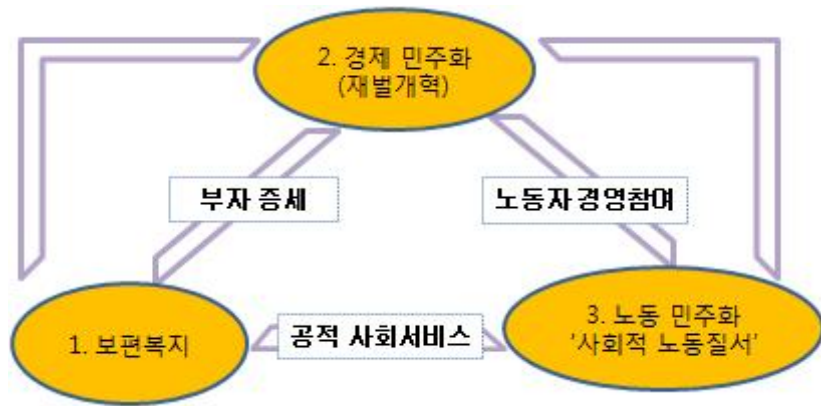 2. 경제 민주화
(재벌개혁)
부자 증세
노동자 경영참여
1. 보편복지
공적 사회서비스
3. 노동 민주화
'사회적 노동질서'